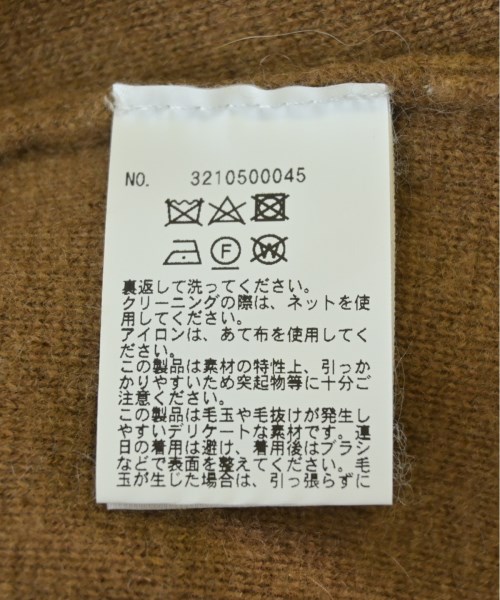 NO. 3210500045
F W
裏返して洗ってください。
クリーニングの際は、ネットを使
用してください。
アイロンは、あて布を使用してく
ださい。
この製品は素材の特性上、引っか
かりやすいため突起物等に十分ご
注意ください。
この製品は毛玉や毛抜けが発生し
やすいデリケートな素材です。連
日の着用は避け、着用後はブラシ
などで表面を整えてください。毛
玉が生じた場合は、引っ張らずに